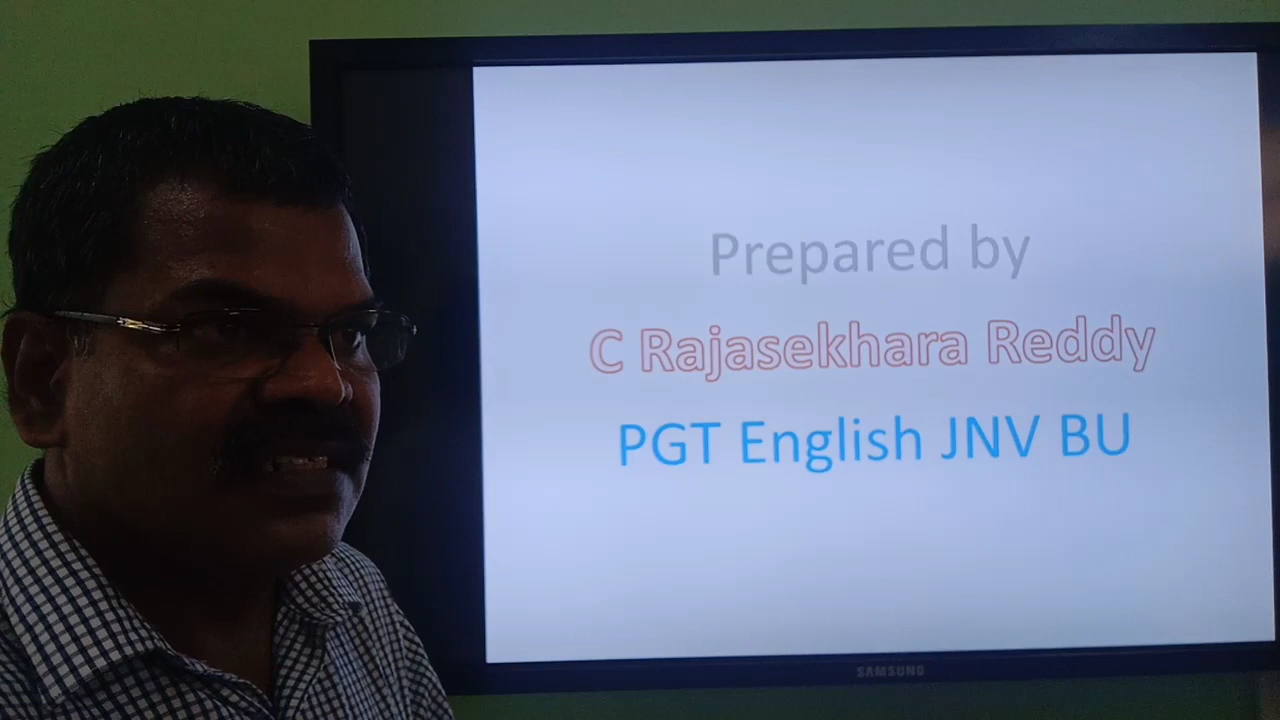 Prepared by
C Rajasekhara Reddy
PGT English JNV BU
SAMSUNG